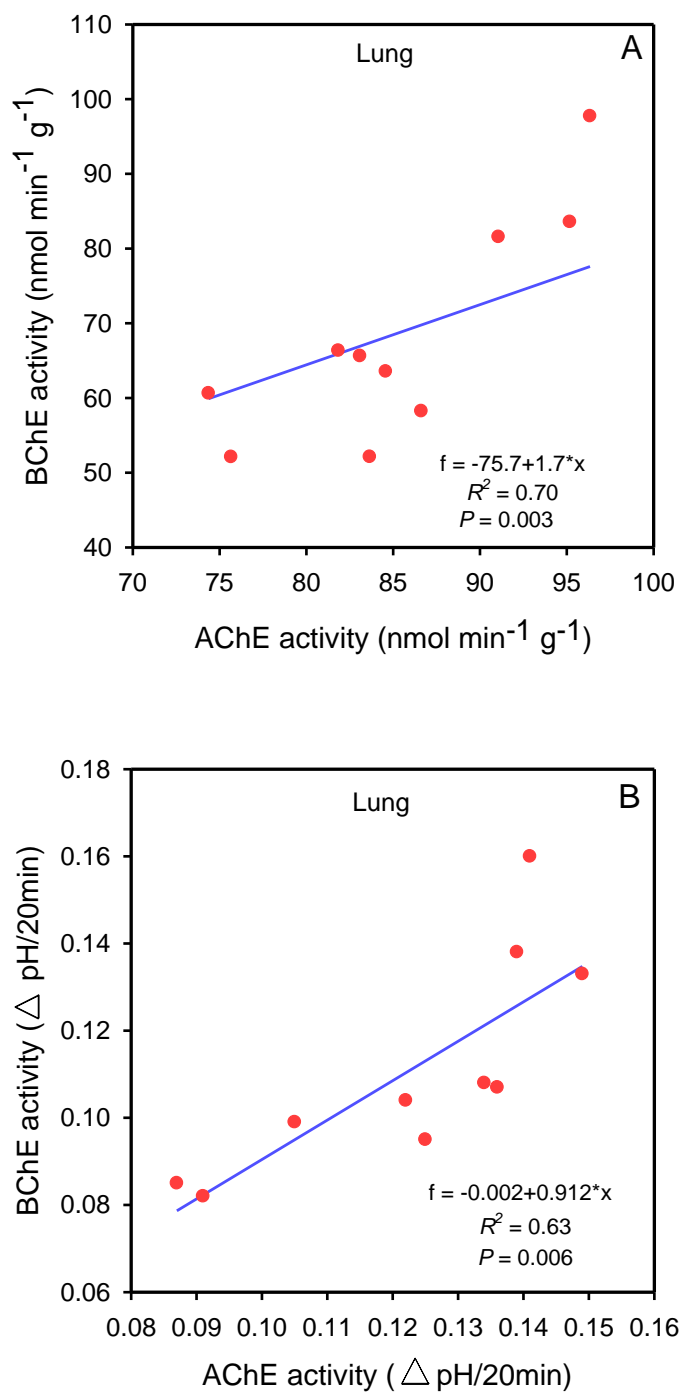 A
Lung
110
100
90
80
70
60
50
40
BChE activity (nmol min⁻¹ g⁻¹)
f = -75.7+1.7*x
R² = 0.70
P = 0.003
70 75 80 85 90 95 100
AChE activity (nmol min⁻¹ g⁻¹)
B
Lung
0.18
0.16
0.14
0.12
0.10
0.08
0.06
BChE activity (△ pH/20min)
f = -0.002+0.912*x
R² = 0.63
P = 0.006
0.08 0.09 0.10 0.11 0.12 0.13 0.14 0.15 0.16
AChE activity (△ pH/20min)